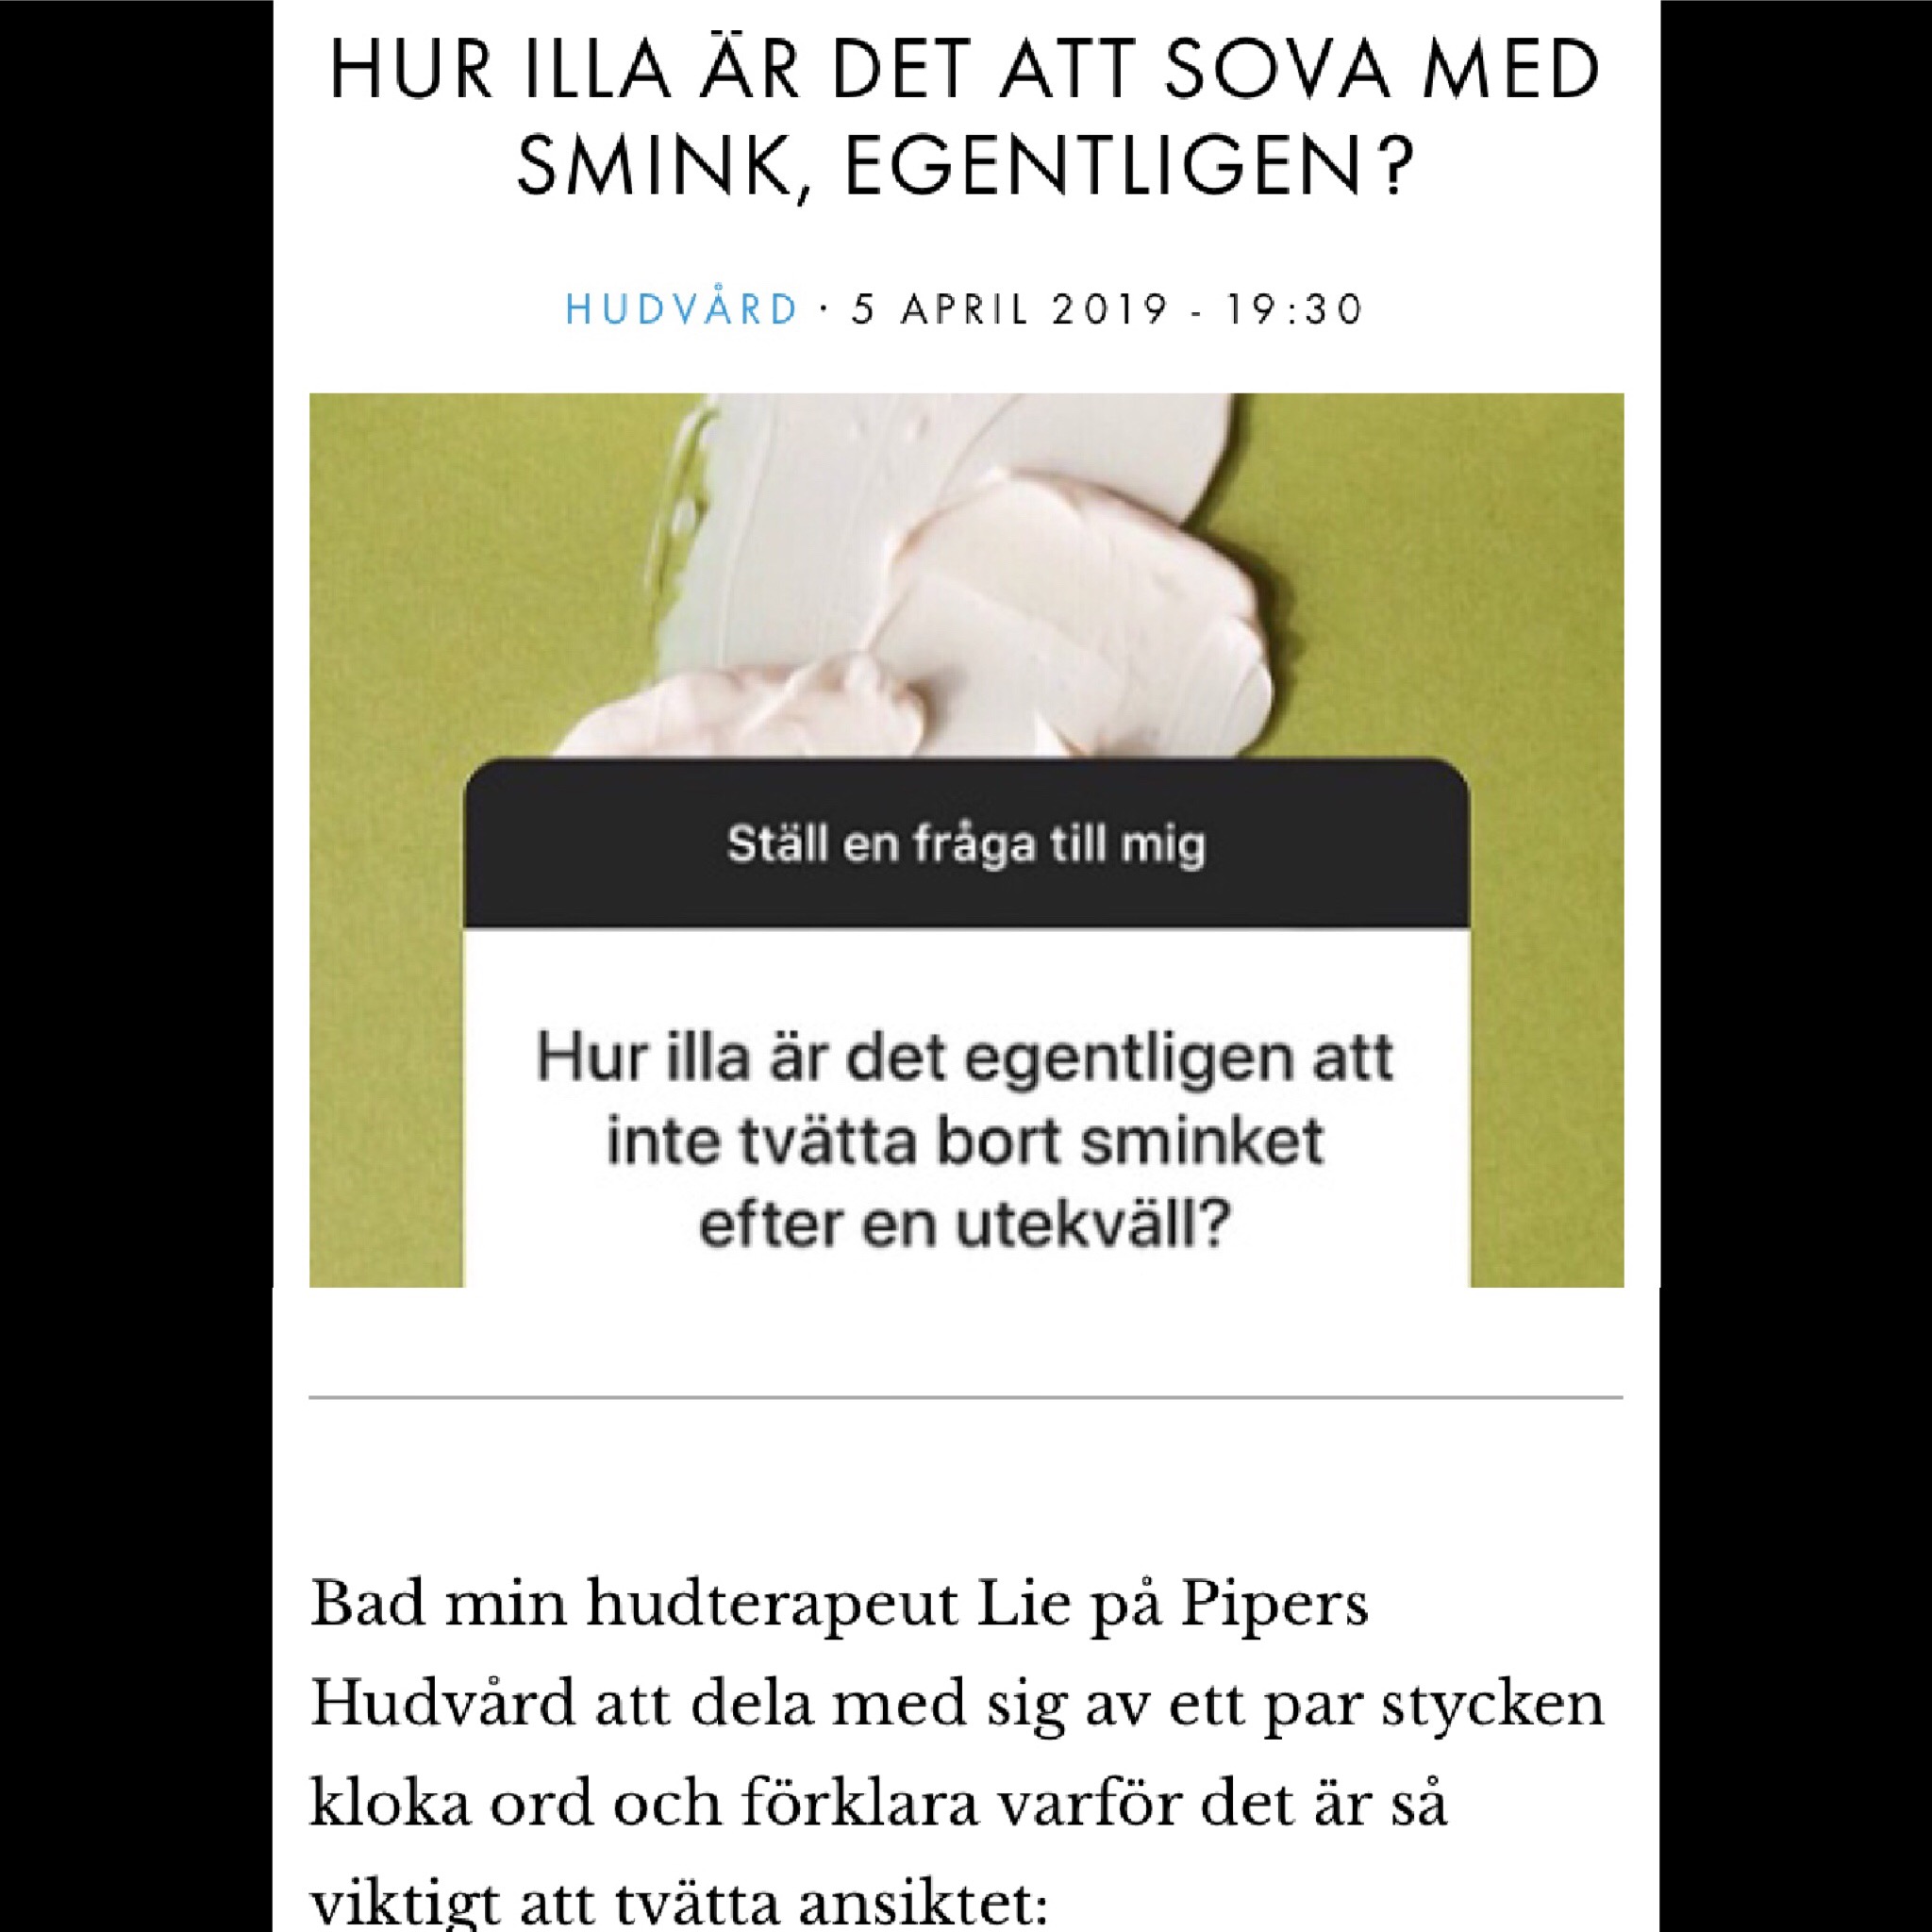 HUR ILLA ÄR DET ATT SOVA MED
SMINK, EGENTLIGEN?
HUDVÅRD · 5 APRIL 2019 - 19:30
Ställ en fråga till mig
Hur illa är det egentligen att
inte tvätta bort sminket
efter en utekväll?
Bad min hudterapeut Lie på Pipers
Hudvård att dela med sig av ett par stycken
kloka ord och förklara varför det är så
viktigt att tvätta ansiktet: